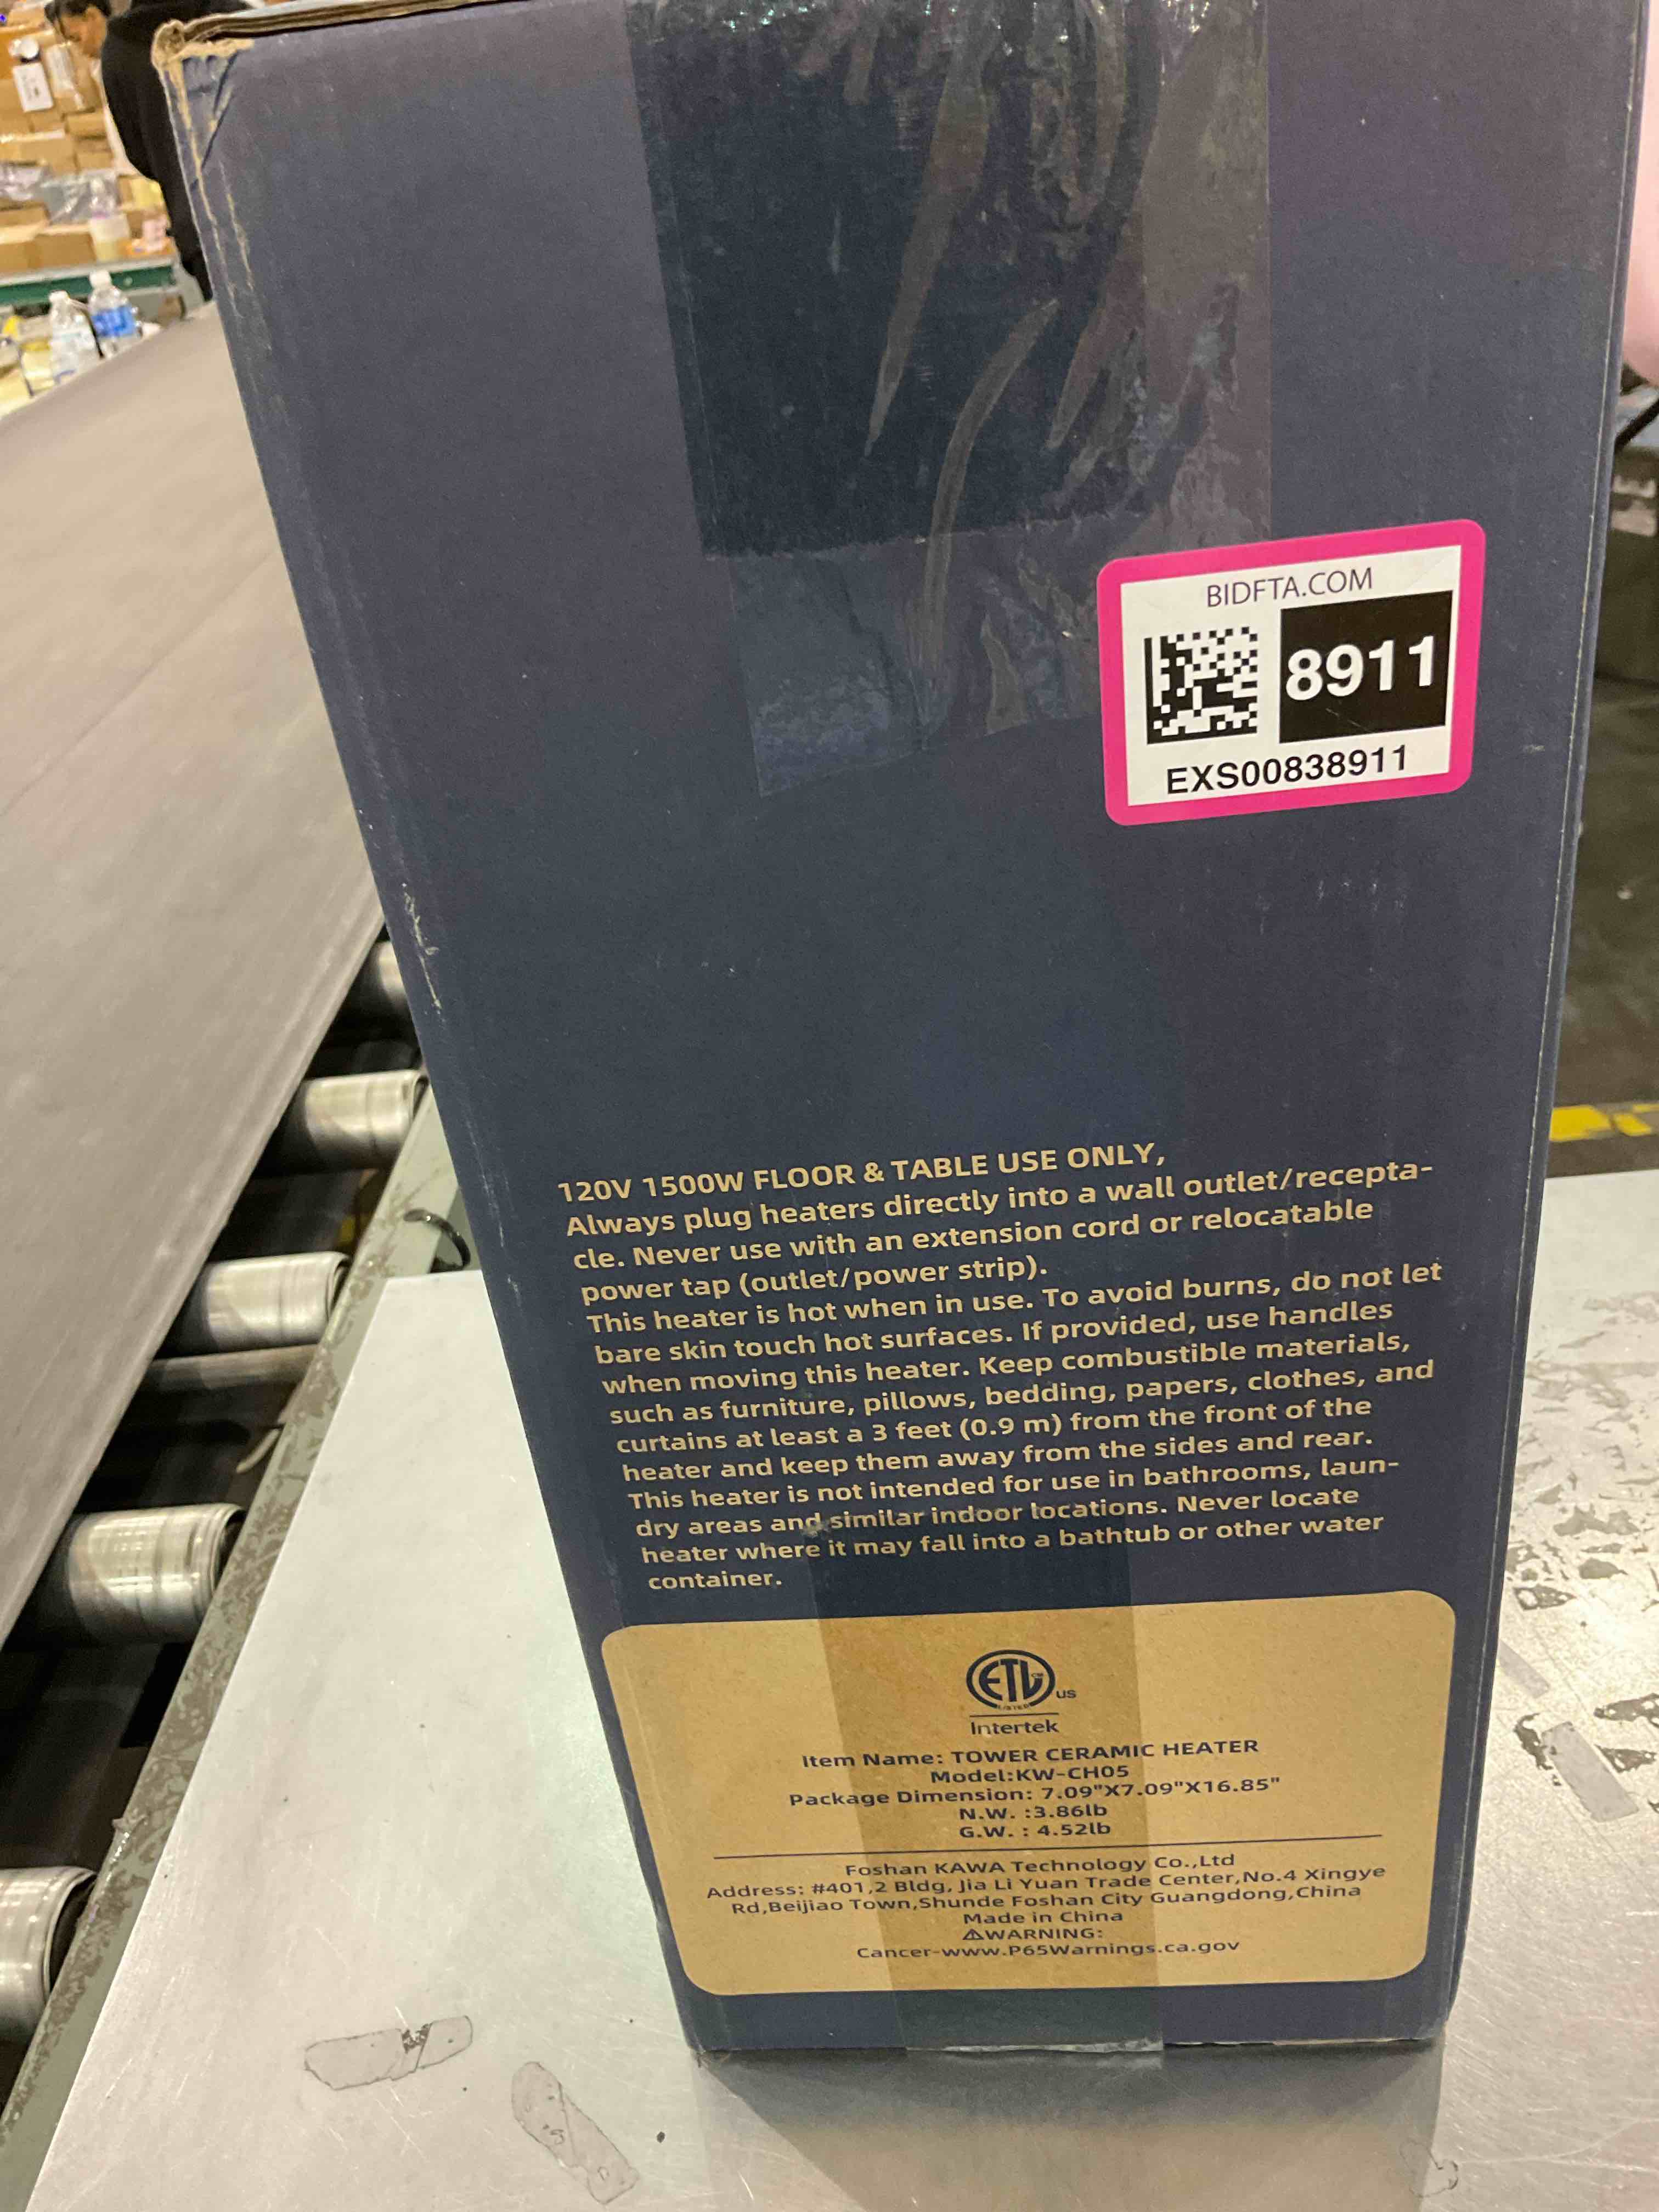 BIDFTA.COM
8911
EXS00838911
120V 1500W FLOOR & TABLE USE ONLY,
Always plug heaters directly into a wall outlet/recepta-
cle. Never use with an extension cord or relocatable
power tap (outlet/power strip).
This heater is hot when in use. To avoid burns, do not let
bare skin touch hot surfaces. If provided, use handles
when moving this heater. Keep combustible materials,
such as furniture, pillows, bedding, papers, clothes, and
curtains at least a 3 feet (0.9 m) from the front of the
heater and keep them away from the sides and rear.
This heater is not intended for use in bathrooms, laun-
dry areas and similar indoor locations. Never locate
heater where it may fall into a bathtub or other water
container.
ETL
LISTED
US
Intertek
Item Name: TOWER CERAMIC HEATER
Model:KW-CH05
Package Dimension: 7.09"X7.09"X16.85"
N.W. :3.86lb
G.W. : 4.52lb
Foshan KAWA Technology Co.,Ltd
Address: #401,2 Bldg, Jia Li Yuan Trade Center,No.4 Xingye
Rd,Beijiao Town,Shunde Foshan City Guangdong,China
Made in China
⚠WARNING:
Cancer-www.P65Warnings.ca.gov